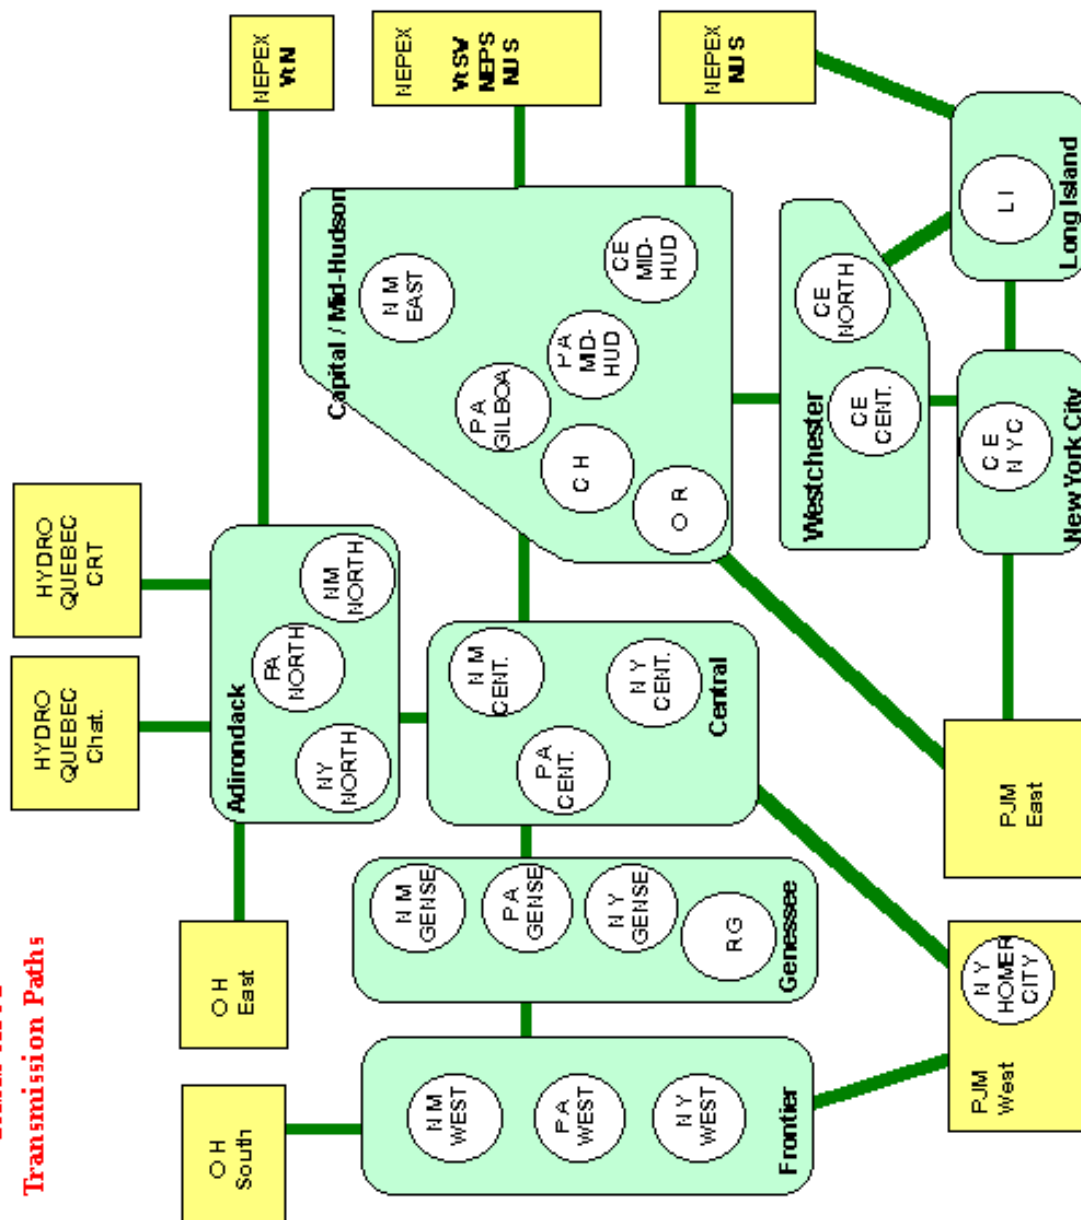 Transmission Paths
OH
South
OH
East
HYDRO
QUEBEC
Chat.
HYDRO
QUEBEC
CRT
NEPEX
Vt N
NEPEX
Vt SW
NEPS
NU S
NEPEX
NU S
Adirondack
NY
NORTH
PA
NORTH
NM
NORTH
Capital / Mid-Hudson
N M
EAST
P A
GILBOA
P A
MID-
HUD
CE
MID-
HUD
C H
O R
Frontier
N M
WEST
P A
WEST
N Y
WEST
Genessee
N M
GENSE
P A
GENSE
N Y
GENSE
RG
Central
N M
CENT.
P A
CENT.
N Y
CENT.
Westchester
CE
CENT.
CE
NORTH
New York City
C E
N Y C
Long Island
L I
PJM
West
N Y
HOMER
CITY
PJM
East